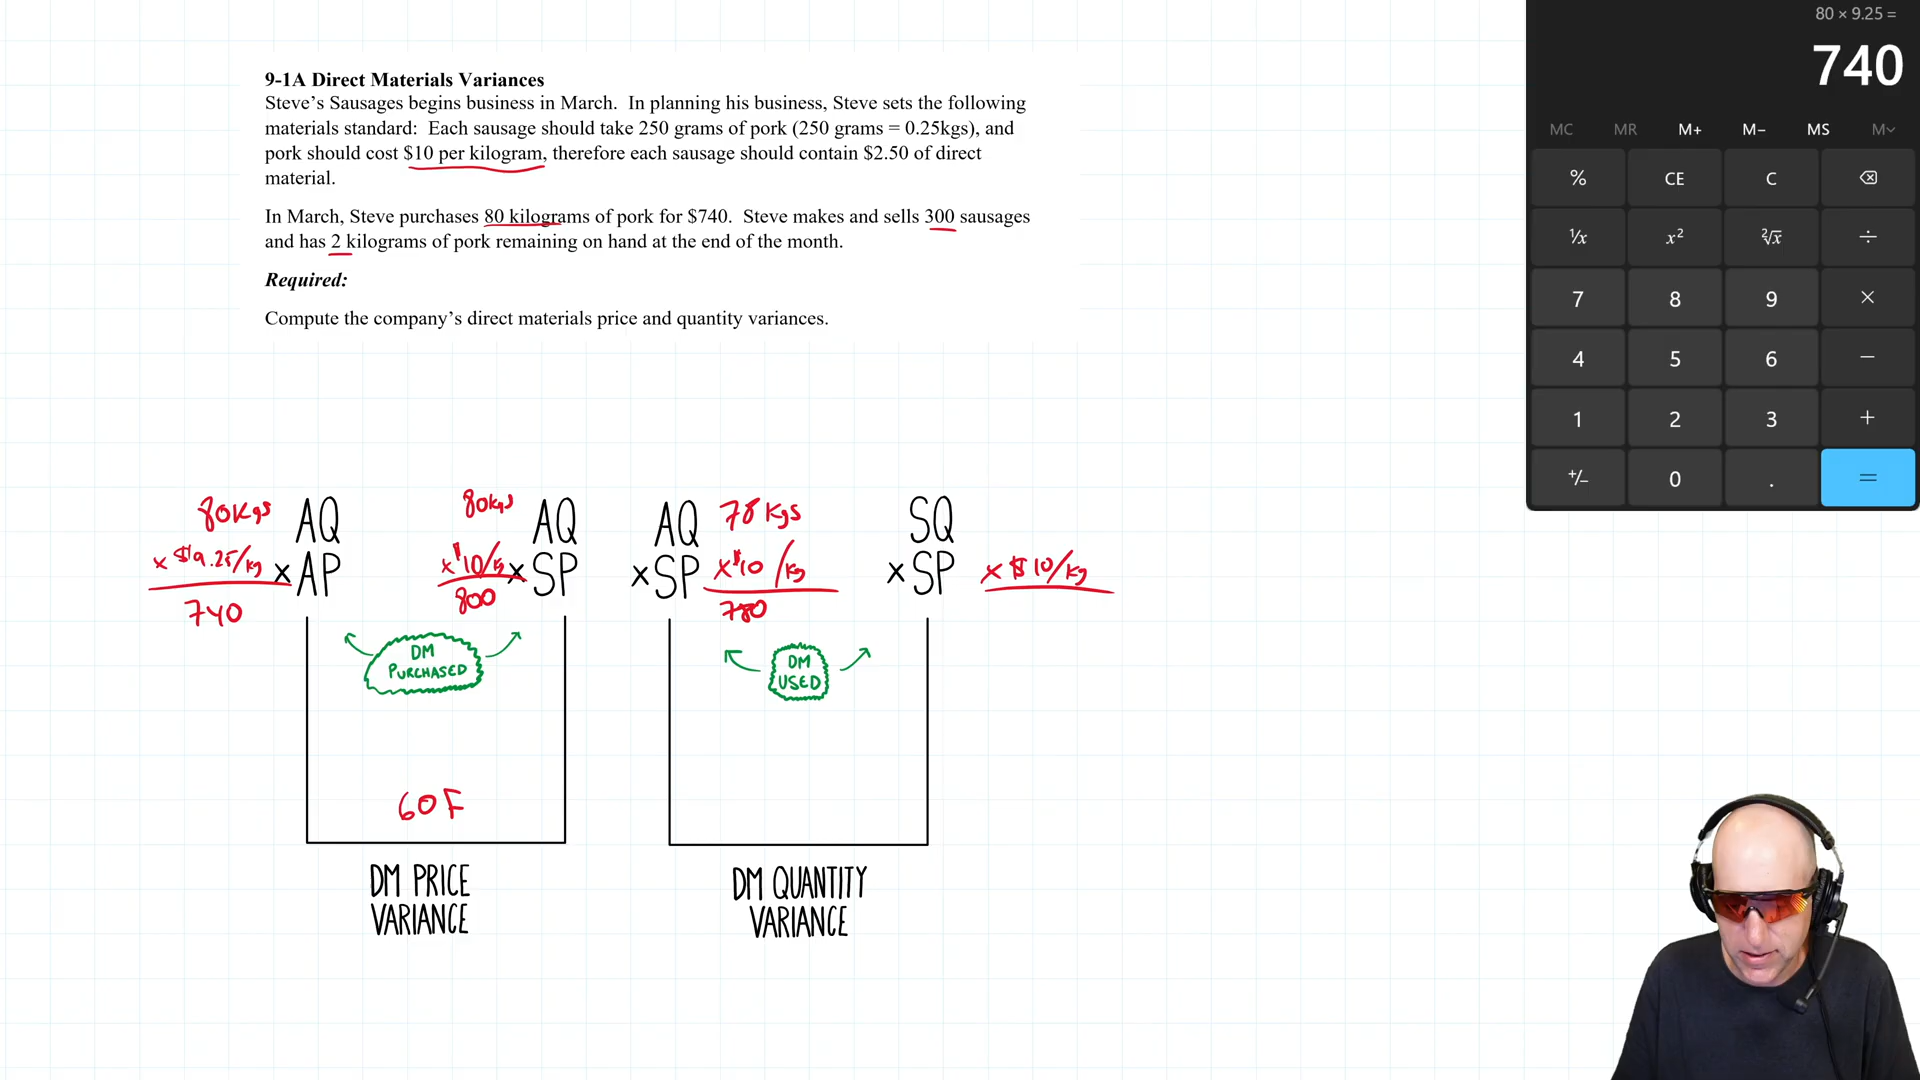 9-1A Direct Materials Variances
Steve's Sausages begins business in March. In planning his business, Steve sets the following
materials standard: Each sausage should take 250 grams of pork (250 grams = 0.25kgs), and
pork should cost $10 per kilogram, therefore each sausage should contain $2.50 of direct
material.
In March, Steve purchases 80 kilograms of pork for $740. Steve makes and sells 300 sausages
and has 2 kilograms of pork remaining on hand at the end of the month.
Required:
Compute the company's direct materials price and quantity variances.
80 × 9.25 =
740
MC MR M+ M− MS M
% CE C
¹/x x² ²√x ÷
7 8 9 ×
4 5 6 −
1 2 3 +
+/− 0 . =
80Kgs AQ 80Kgs AQ AQ 78Kgs SQ
x $9.25/kg xAP x $10/kg xSP xSP x $10/kg xSP x $10/kg
740 800 780
DM
PURCHASED
DM
USED
60F
DM PRICE
VARIANCE
DM QUANTITY
VARIANCE